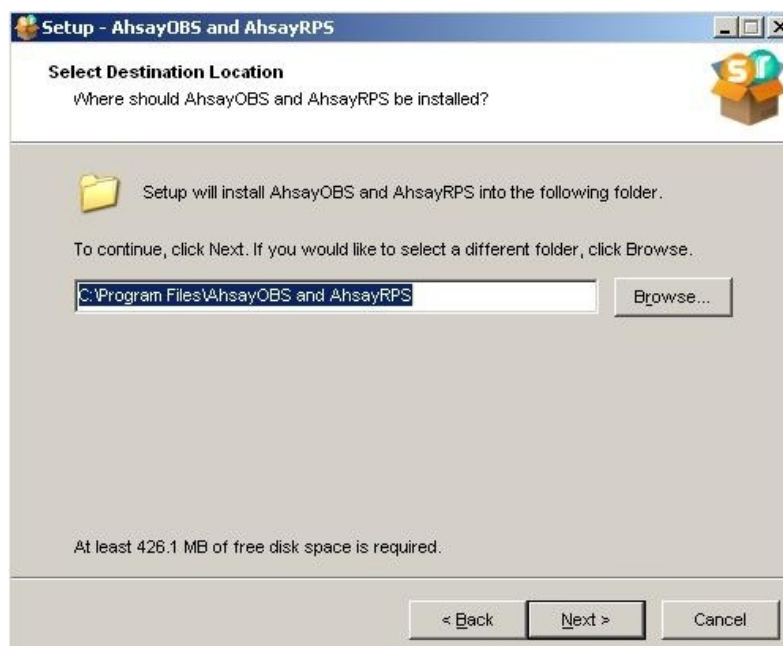 Setup - AhsayOBS and AhsayRPS
Select Destination Location
Where should AhsayOBS and AhsayRPS be installed?
Setup will install AhsayOBS and AhsayRPS into the following folder.
To continue, click Next. If you would like to select a different folder, click Browse.
C:\Program Files\AhsayOBS and AhsayRPS
Browse...
At least 426.1 MB of free disk space is required.
< Back
Next >
Cancel